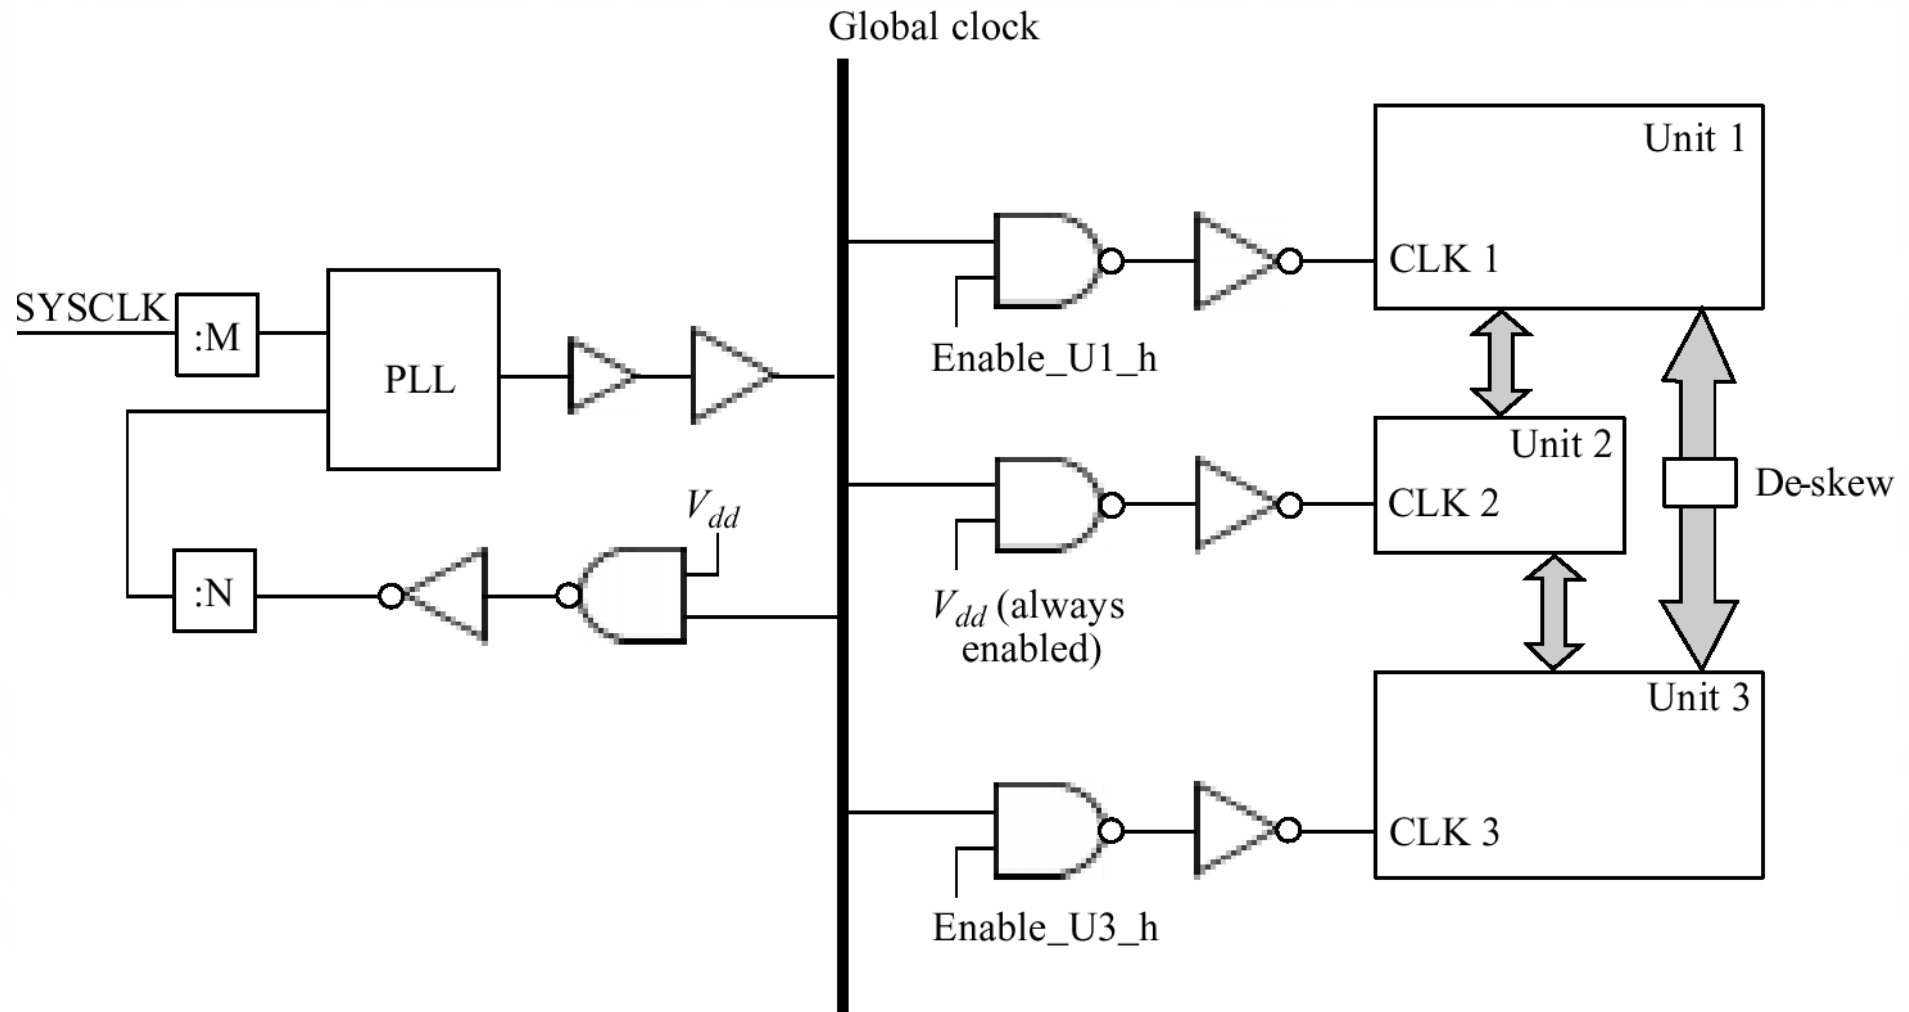 Global clock
Unit 1
CLK 1
Enable_U1_h
SYSCLK
:M
PLL
Unit 2
CLK 2
De-skew
Vdd
:N
Vdd (always
enabled)
Unit 3
CLK 3
Enable_U3_h